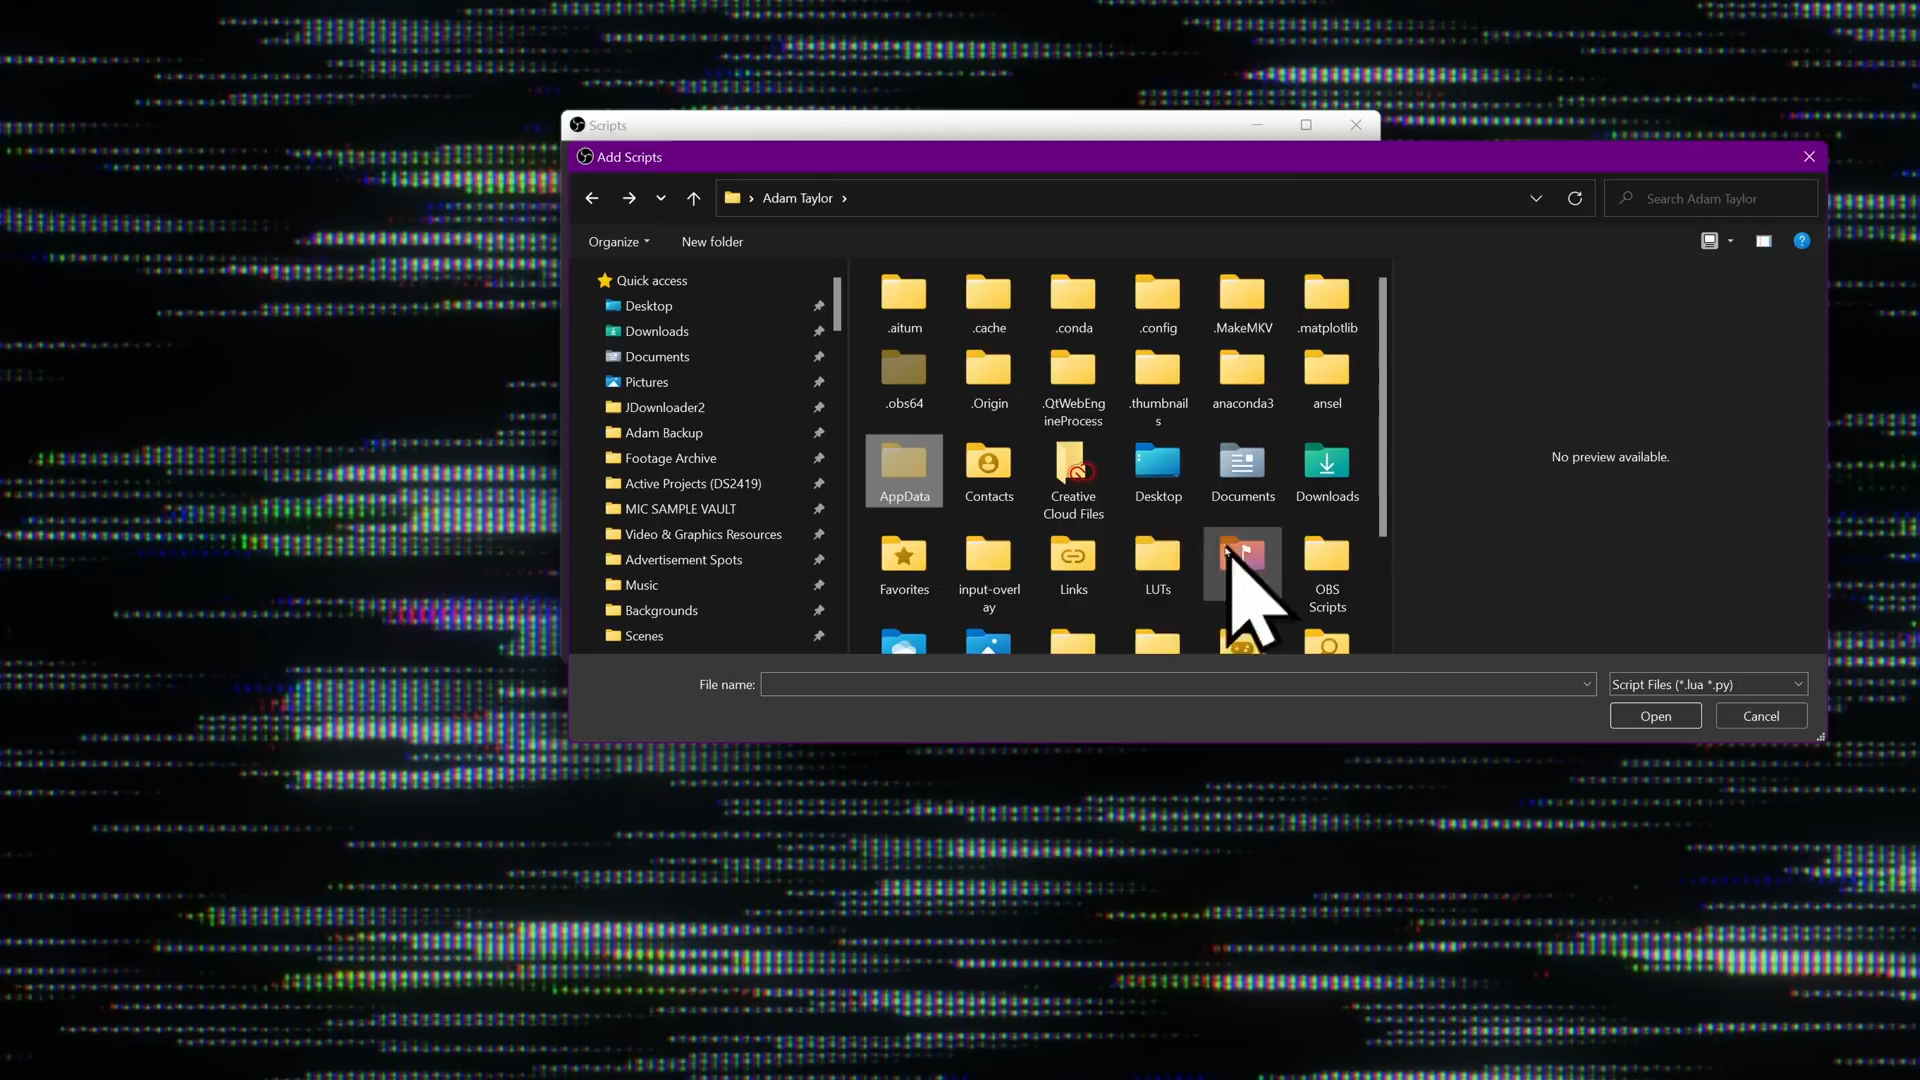 Scripts
Add Scripts
Adam Taylor
Search Adam Taylor
Organize
New folder
Quick access
Desktop
Downloads
Documents
Pictures
JDownloader2
Adam Backup
Footage Archive
Active Projects (DS2419)
MIC SAMPLE VAULT
Video & Graphics Resources
Advertisement Spots
Music
Backgrounds
Scenes
.aitum
.cache
.conda
.config
.MakeMKV
.matplotlib
.obs64
.Origin
.QtWebEng
ineProcess
.thumbnail
s
anaconda3
ansel
AppData
Contacts
Creative
Cloud Files
Desktop
Documents
Downloads
Favorites
input-overl
ay
Links
LUTs
OBS
Scripts
No preview available.
File name:
Script Files (*.lua *.py)
Open
Cancel